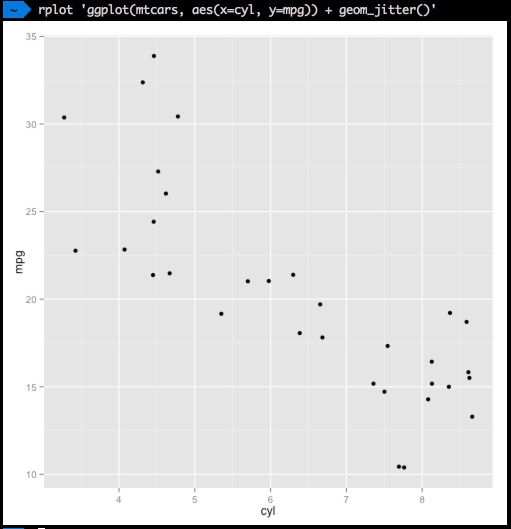 ~ rplot 'ggplot(mtcars, aes(x=cyl, y=mpg)) + geom_jitter()'
35
30
25
mpg
20
15
10
4 5 6 7 8
cyl